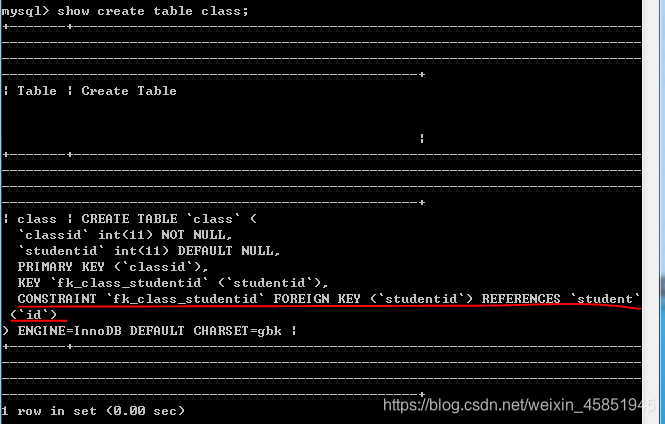 mysql> show create table class;
| Table | Create Table
|
| class | CREATE TABLE `class` (
`classid` int(11) NOT NULL,
`studentid` int(11) DEFAULT NULL,
PRIMARY KEY (`classid`),
KEY `fk_class_studentid` (`studentid`),
CONSTRAINT `fk_class_studentid` FOREIGN KEY (`studentid`) REFERENCES `student`
(`id`)
) ENGINE=InnoDB DEFAULT CHARSET=gbk |
1 row in set (0.00 sec)
https://blog.csdn.net/weixin_45851945